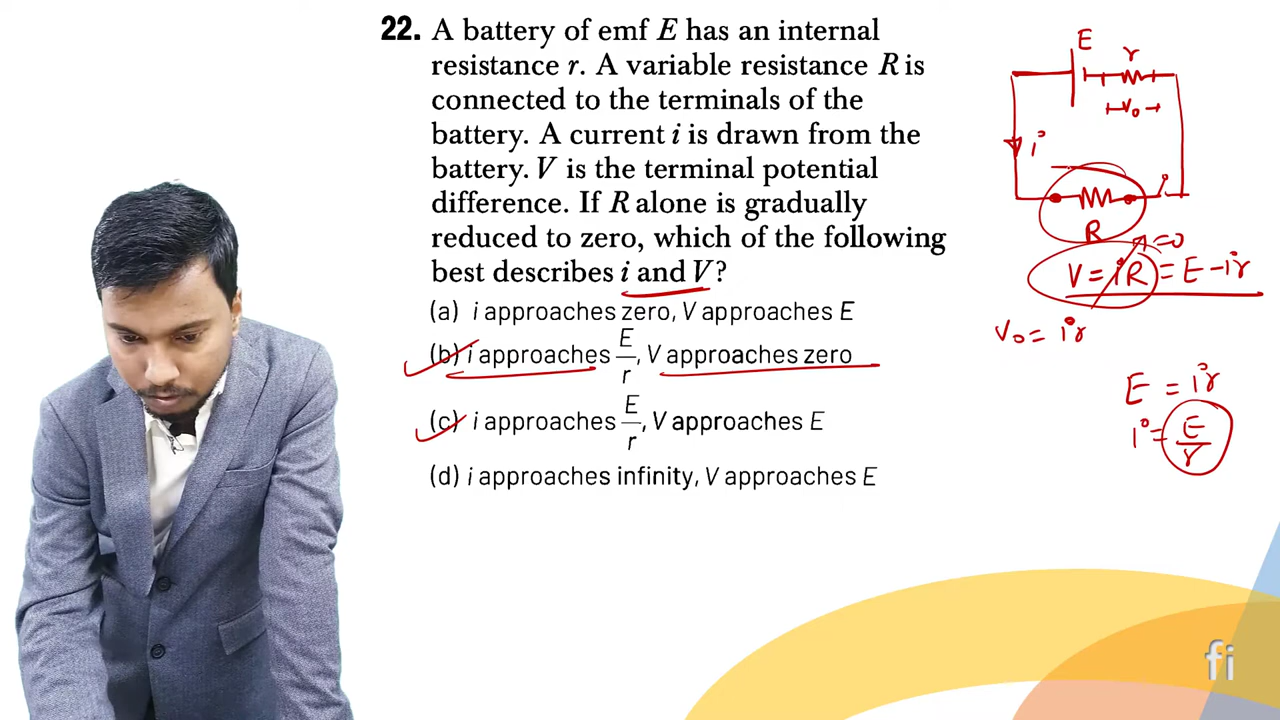 22. A battery of emf E has an internal
resistance r. A variable resistance R is
connected to the terminals of the
battery. A current i is drawn from the
battery. V is the terminal potential
difference. If R alone is gradually
reduced to zero, which of the following
best describes i and V?
(a) i approaches zero, V approaches E
(b) i approaches E/r, V approaches zero
(c) i approaches E/r, V approaches E
(d) i approaches infinity, V approaches E
E
r
V₀
i
i
R
=0
V = iR = E - ir
V₀ = ir
E = ir
i = E/r
fi